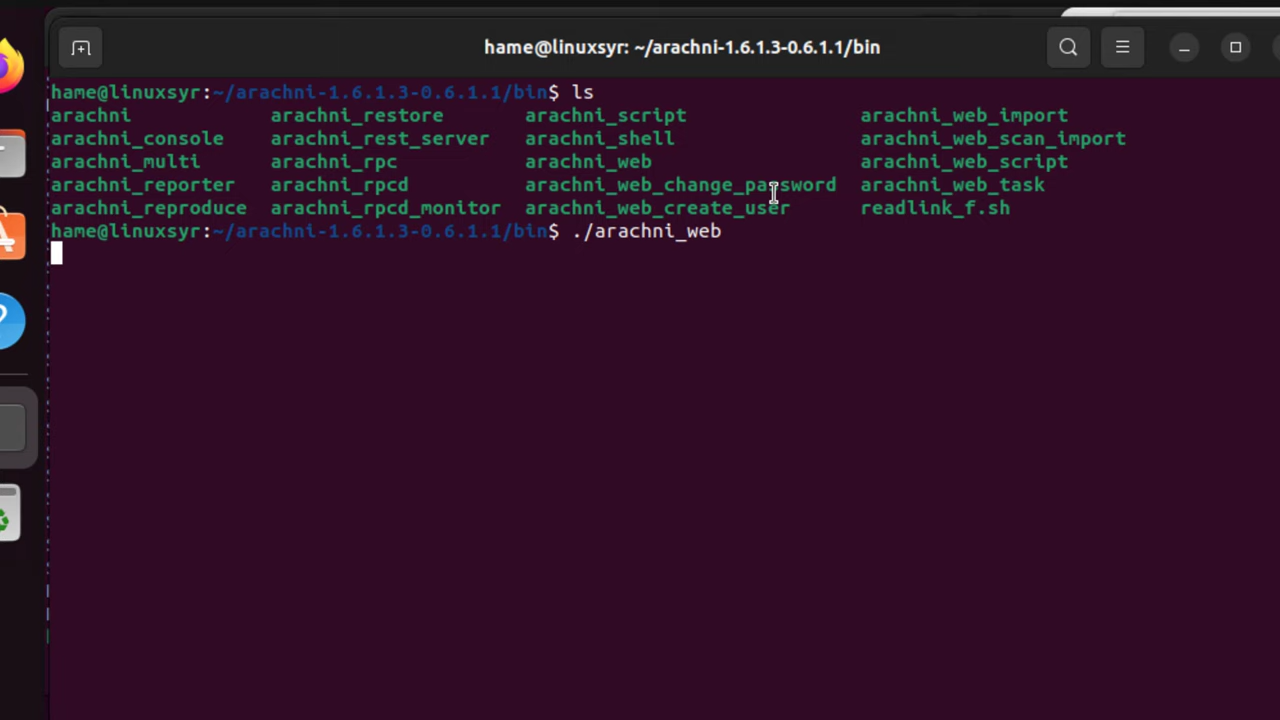 hame@linuxsyr: ~/arachni-1.6.1.3-0.6.1.1/bin
hame@linuxsyr:~/arachni-1.6.1.3-0.6.1.1/bin$ ls
arachni arachni_restore arachni_script arachni_web_import
arachni_console arachni_rest_server arachni_shell arachni_web_scan_import
arachni_multi arachni_rpc arachni_web arachni_web_script
arachni_reporter arachni_rpcd arachni_web_change_password arachni_web_task
arachni_reproduce arachni_rpcd_monitor arachni_web_create_user readlink_f.sh
hame@linuxsyr:~/arachni-1.6.1.3-0.6.1.1/bin$ ./arachni_web